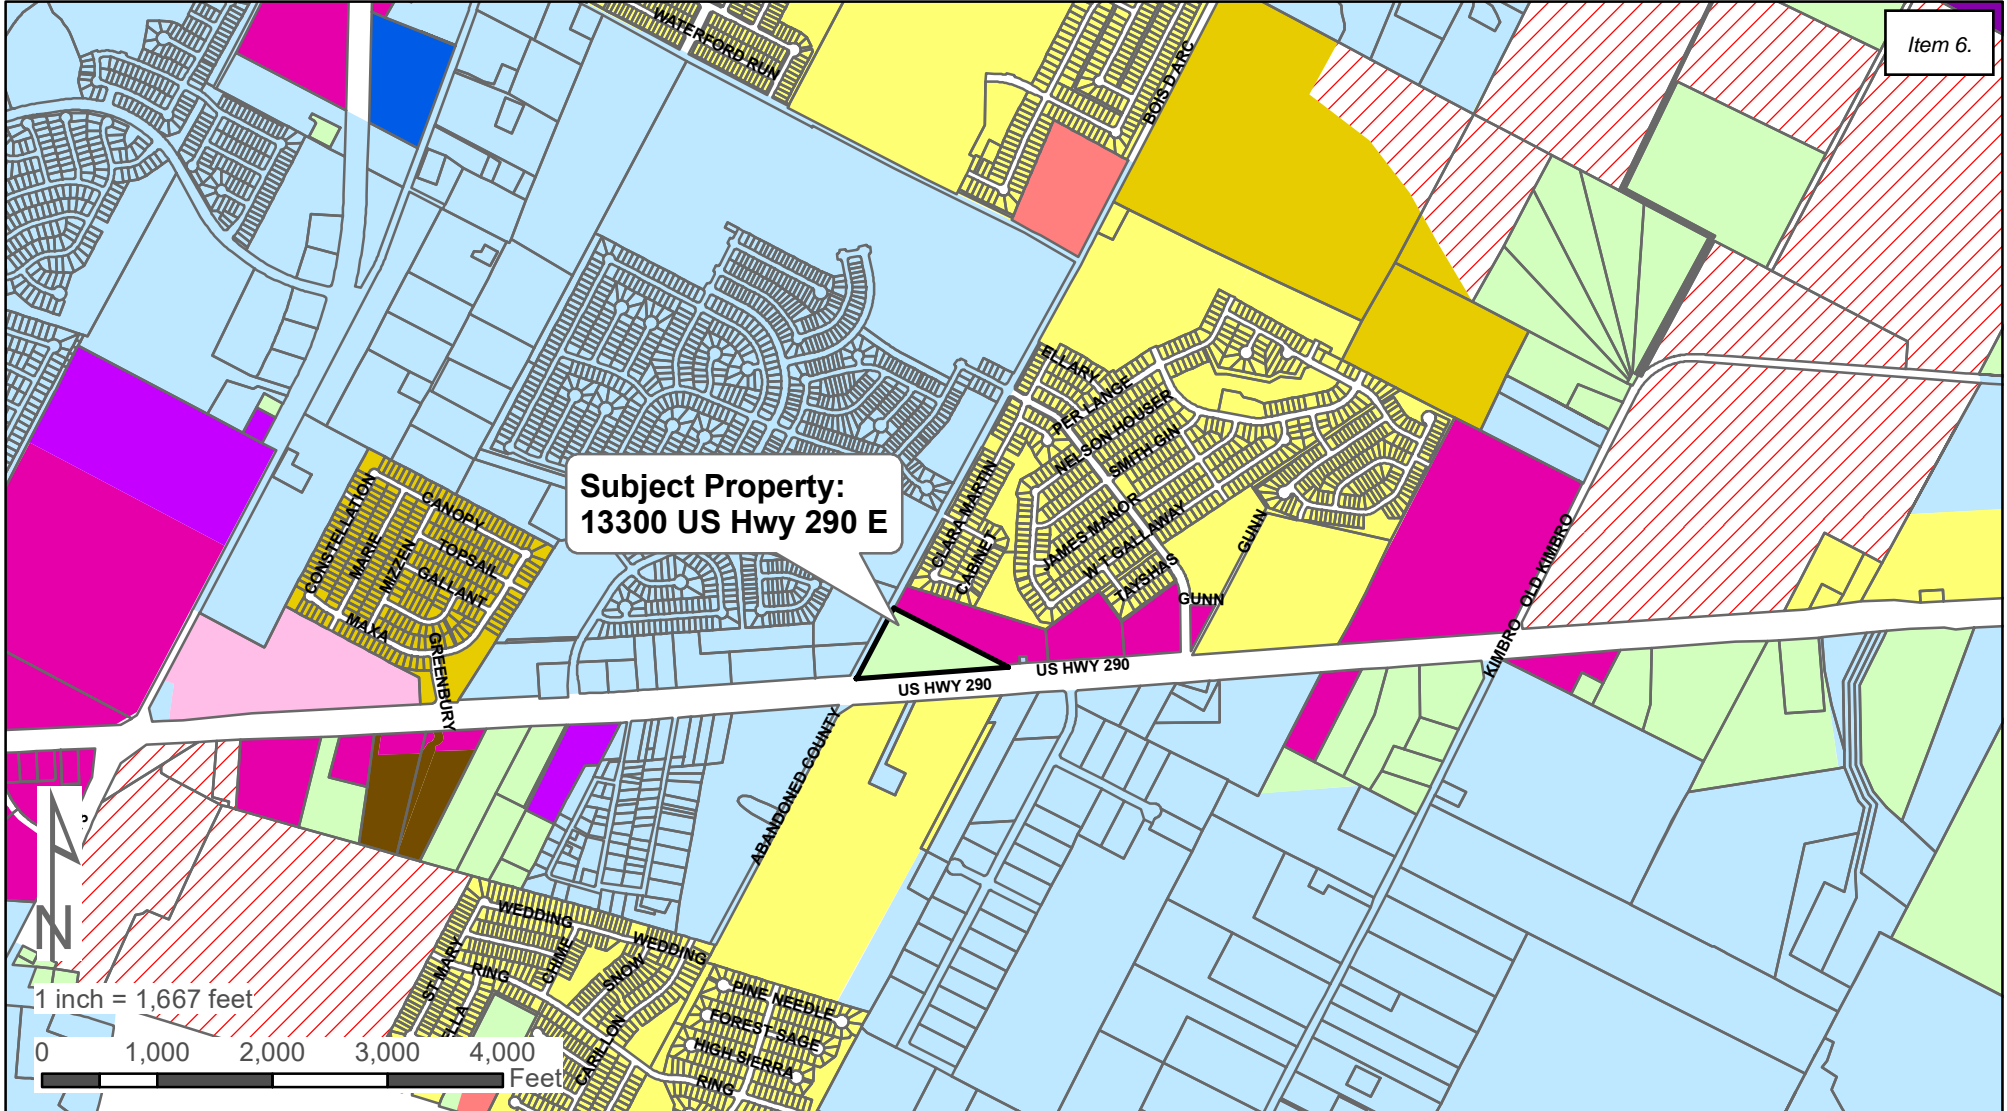 Item 6.
WATERFORD RUN
BOIS D ARC
ELLARY
PER LANGE
NELSON HOUSER
SMITH GIN
CLARA MARTIN
CABINET
JAMES MANOR
W T GALLAWAY
TAYSHAS
GUNN
GUNN
Subject Property:
13300 US Hwy 290 E
CONSTELLATION
MARIE
MIZZEN
CANOPY
TOPSAIL
GALLANT
MAXA
GREENBURY
OLD KIMBRO
KIMBRO
US HWY 290
US HWY 290
ABANDONED COUNTY
WEDDING
WEDDING
ST MARY
RING
CHIME
SNOW
CARILLON
PINE NEEDLE
FOREST SAGE
HIGH SIERRA
RING
N
1 inch = 1,667 feet
0 1,000 2,000 3,000 4,000
Feet